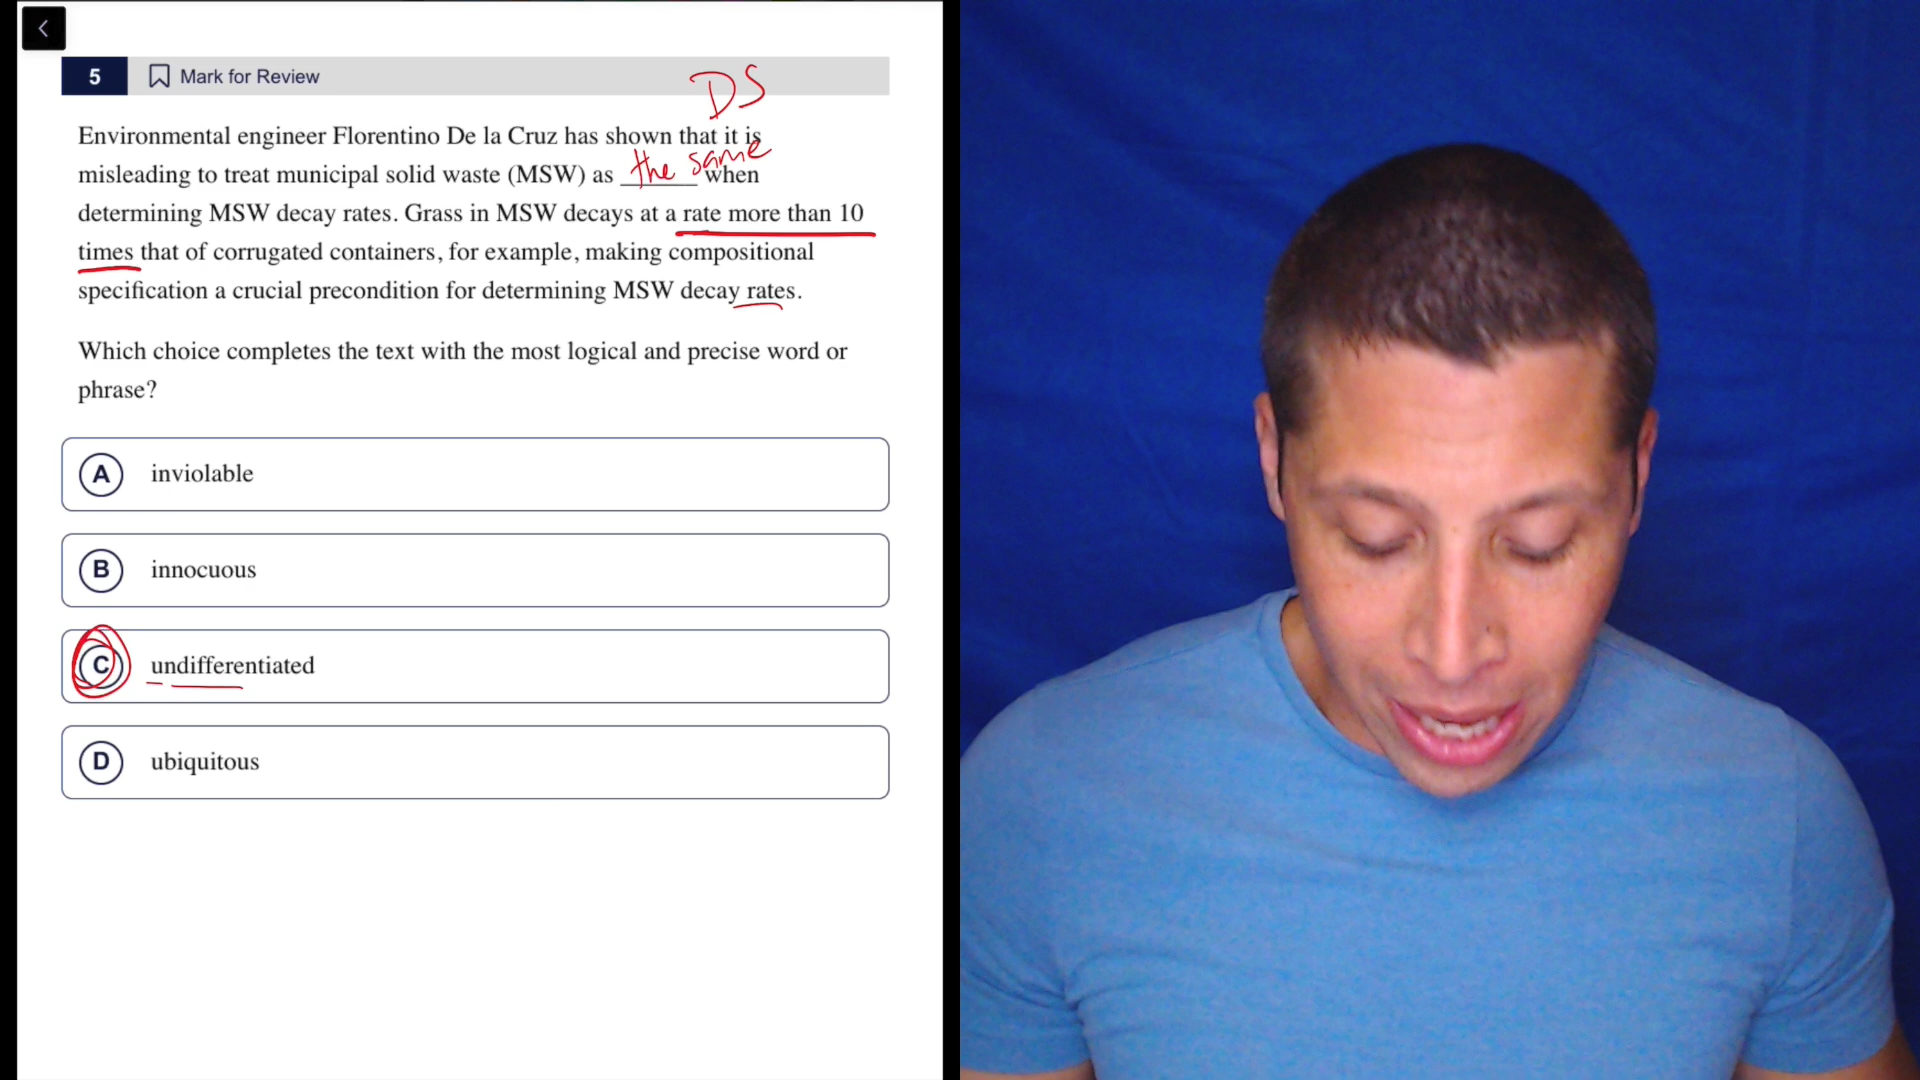 5 Mark for Review
DS
Environmental engineer Florentino De la Cruz has shown that it is
the same
misleading to treat municipal solid waste (MSW) as ______ when
determining MSW decay rates. Grass in MSW decays at a rate more than 10
times that of corrugated containers, for example, making compositional
specification a crucial precondition for determining MSW decay rates.
Which choice completes the text with the most logical and precise word or
phrase?
A inviolable
B innocuous
C undifferentiated
D ubiquitous